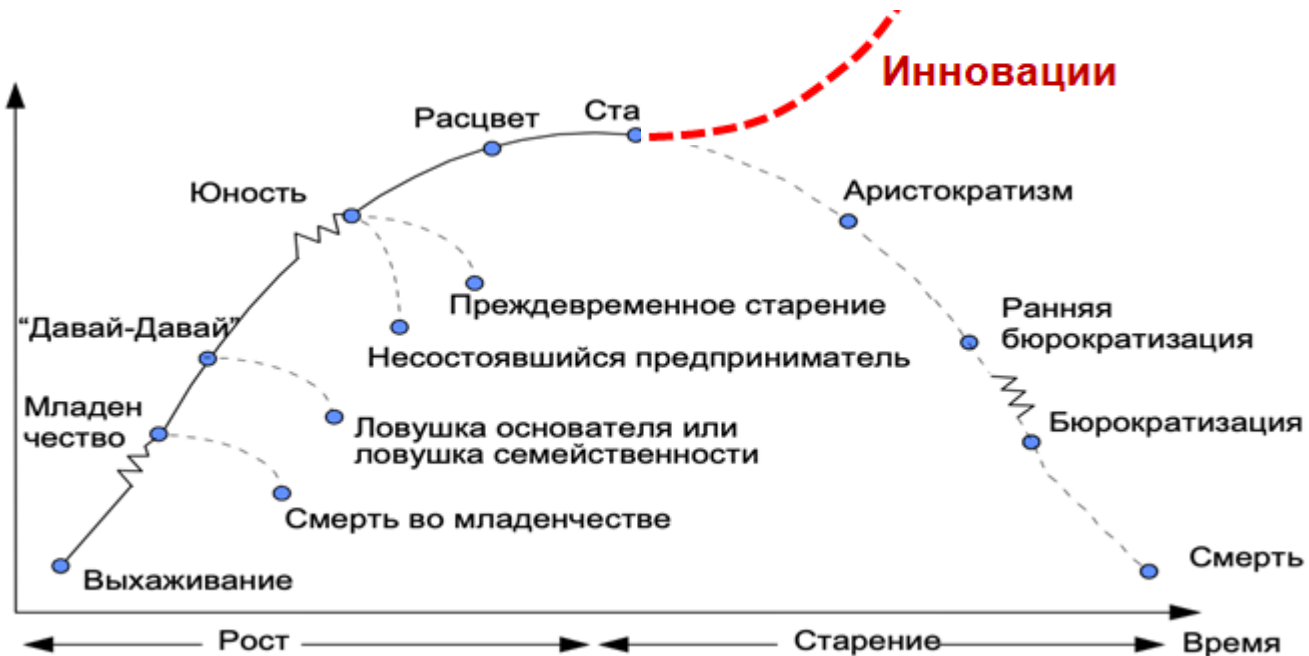 Инновации
Ста
Расцвет
Юность
Аристократизм
Преждевременное старение
Ранняя
бюрократизация
“Давай-Давай”
Несостоявшийся предприниматель
Младен
чество
Ловушка основателя или
ловушка семейственности
Бюрократизация
Смерть во младенчестве
Выхаживание
Смерть
Рост
Старение
Время